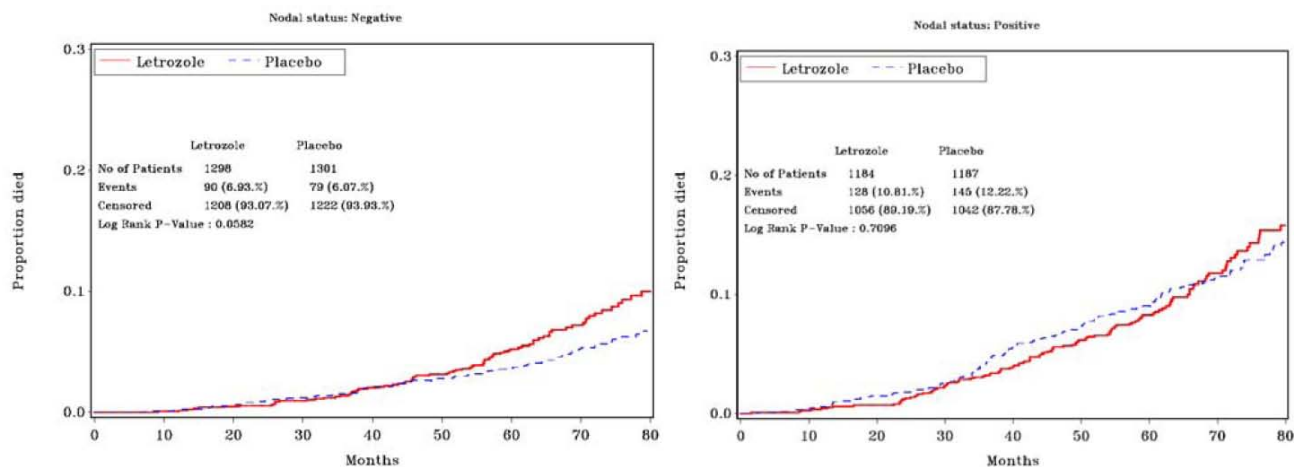 Nodal status: Negative
0.3
Letrozole Placebo
Letrozole Placebo
No of Patients 1298 1301
Events 90 (6.93.%) 79 (6.07.%)
Censored 1208 (93.07.%) 1222 (93.93.%)
Log Rank P-Value : 0.0582
0.2
0.1
0.0
Proportion died
0 10 20 30 40 50 60 70 80
Months
Nodal status: Positive
0.3
Letrozole Placebo
Letrozole Placebo
No of Patients 1184 1187
Events 128 (10.81.%) 145 (12.22.%)
Censored 1056 (89.19.%) 1042 (87.78.%)
Log Rank P-Value : 0.7096
0.2
0.1
0.0
Proportion died
0 10 20 30 40 50 60 70 80
Months